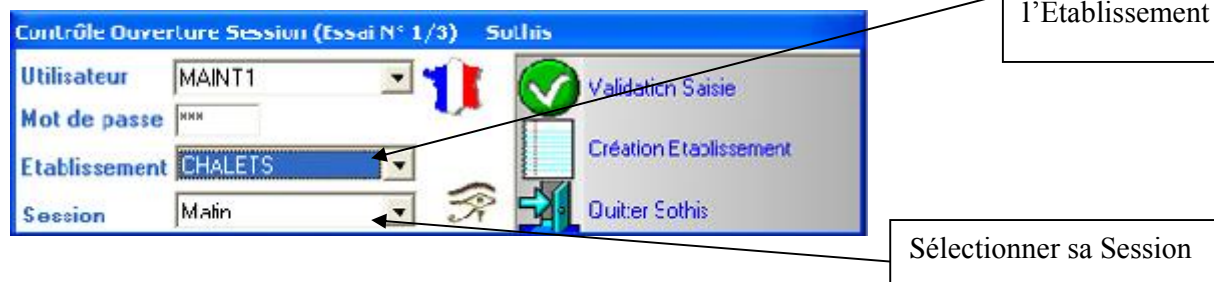 l’Etablissement
Contrôle Ouverture Session (Essai N° 1/3) Sothis
Utilisateur MAINT1
Mot de passe ***
Etablissement CHALETS
Session Matin
Validation Saisie
Création Etablissement
Quitter Sothis
Sélectionner sa Session